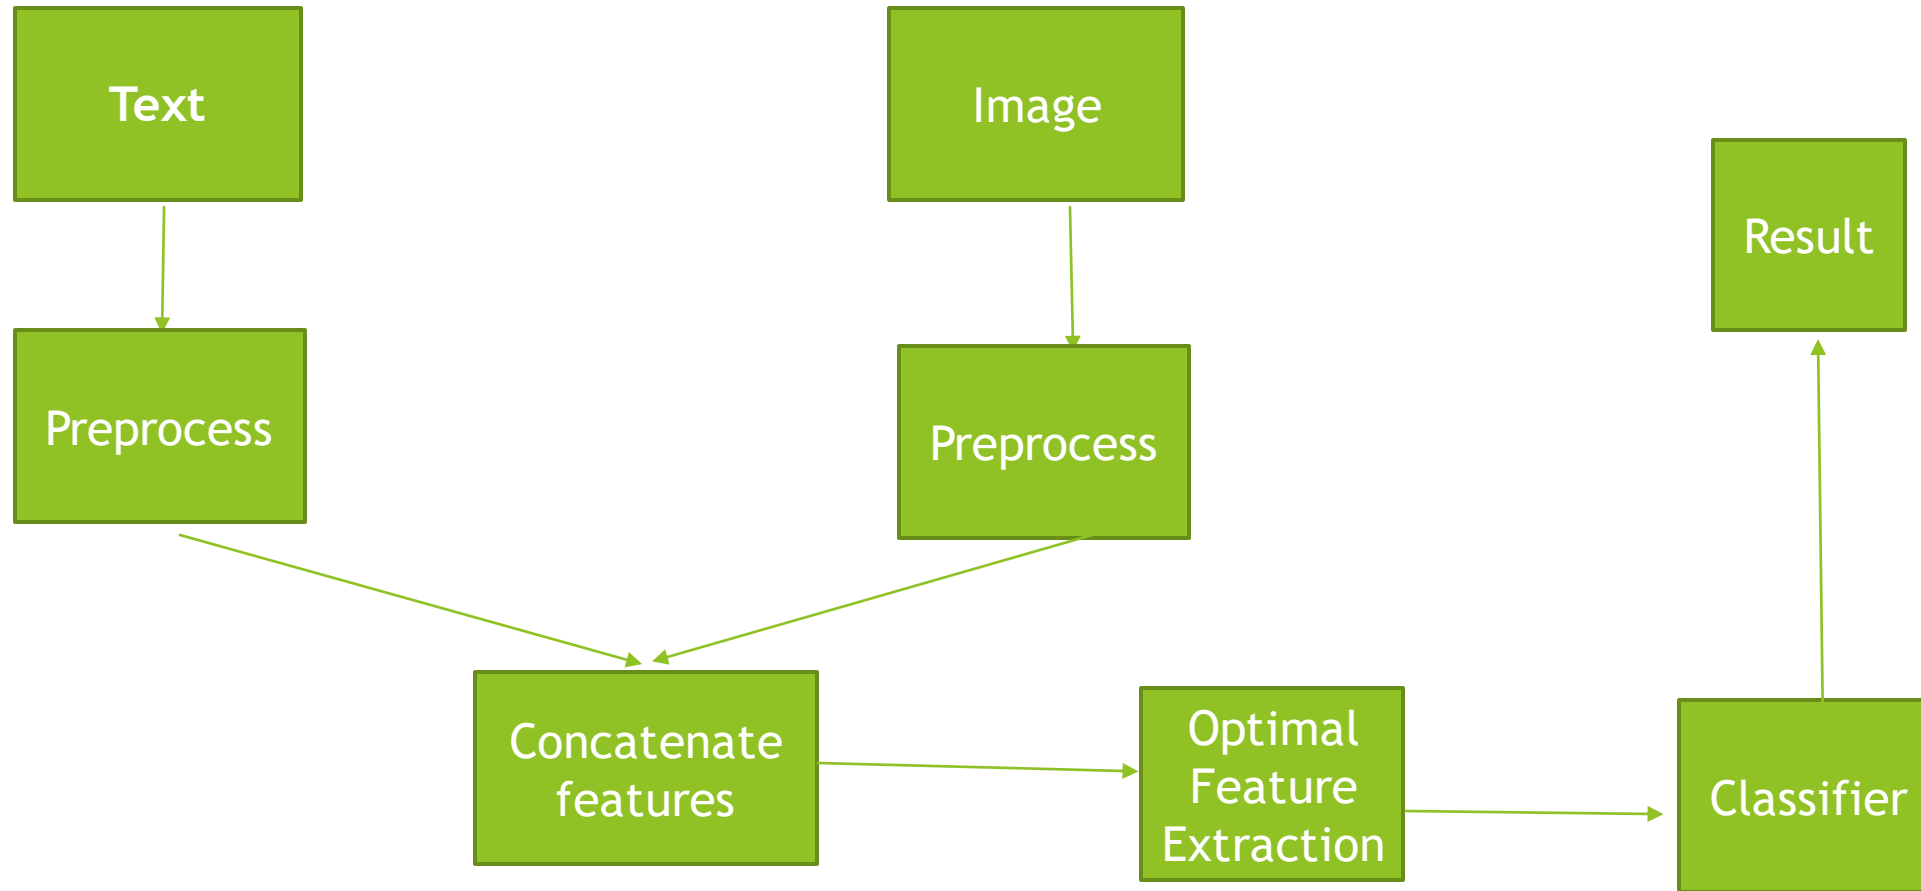 Text
Image
Result
Preprocess
Preprocess
Concatenate
features
Optimal
Feature
Extraction
Classifier